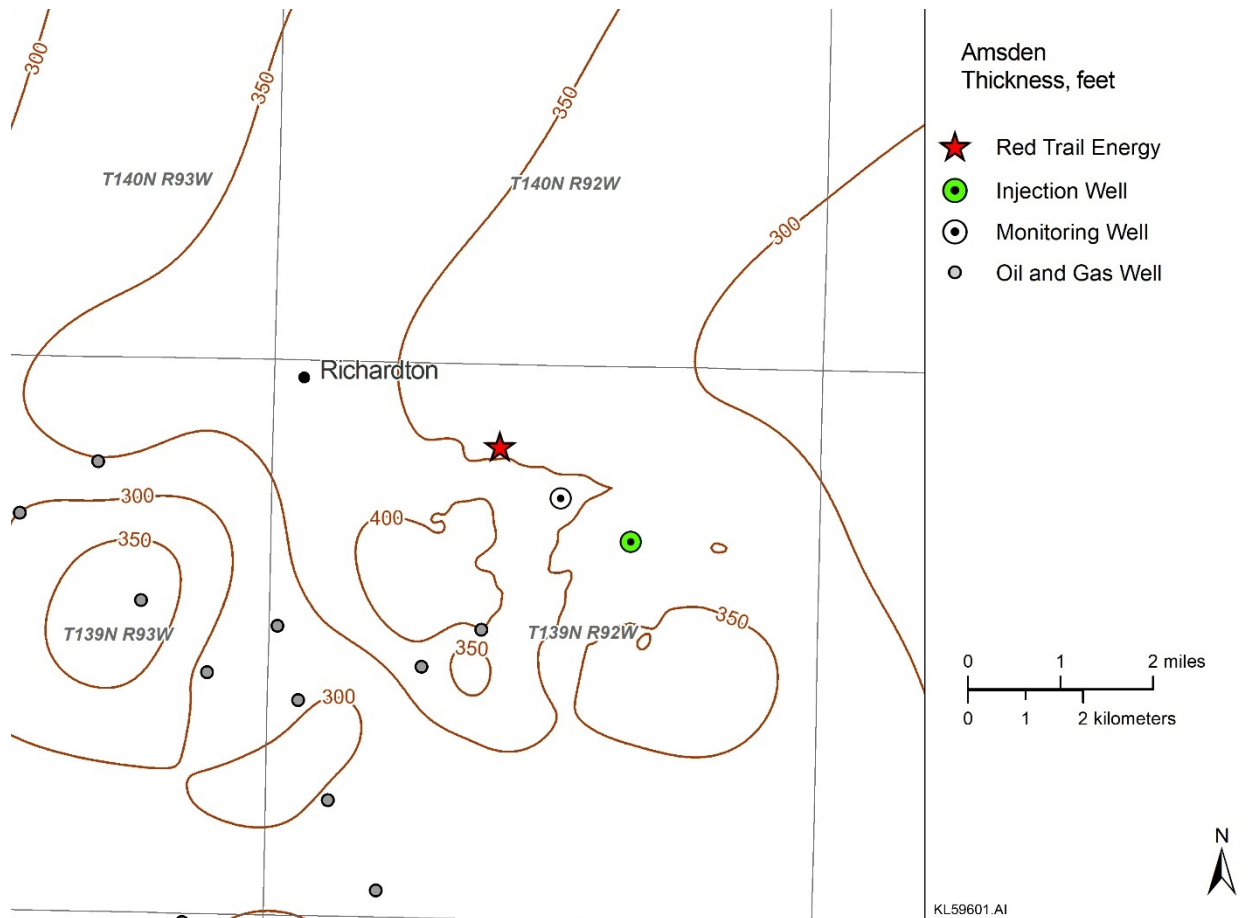 300
350
350
T140N R93W
T140N R92W
300
Richardton
300
400
350
350
T139N R93W
T139N R92W
350
300
Amsden
Thickness, feet
Red Trail Energy
Injection Well
Monitoring Well
Oil and Gas Well
0 1 2 miles
0 1 2 kilometers
N
KL59601.AI